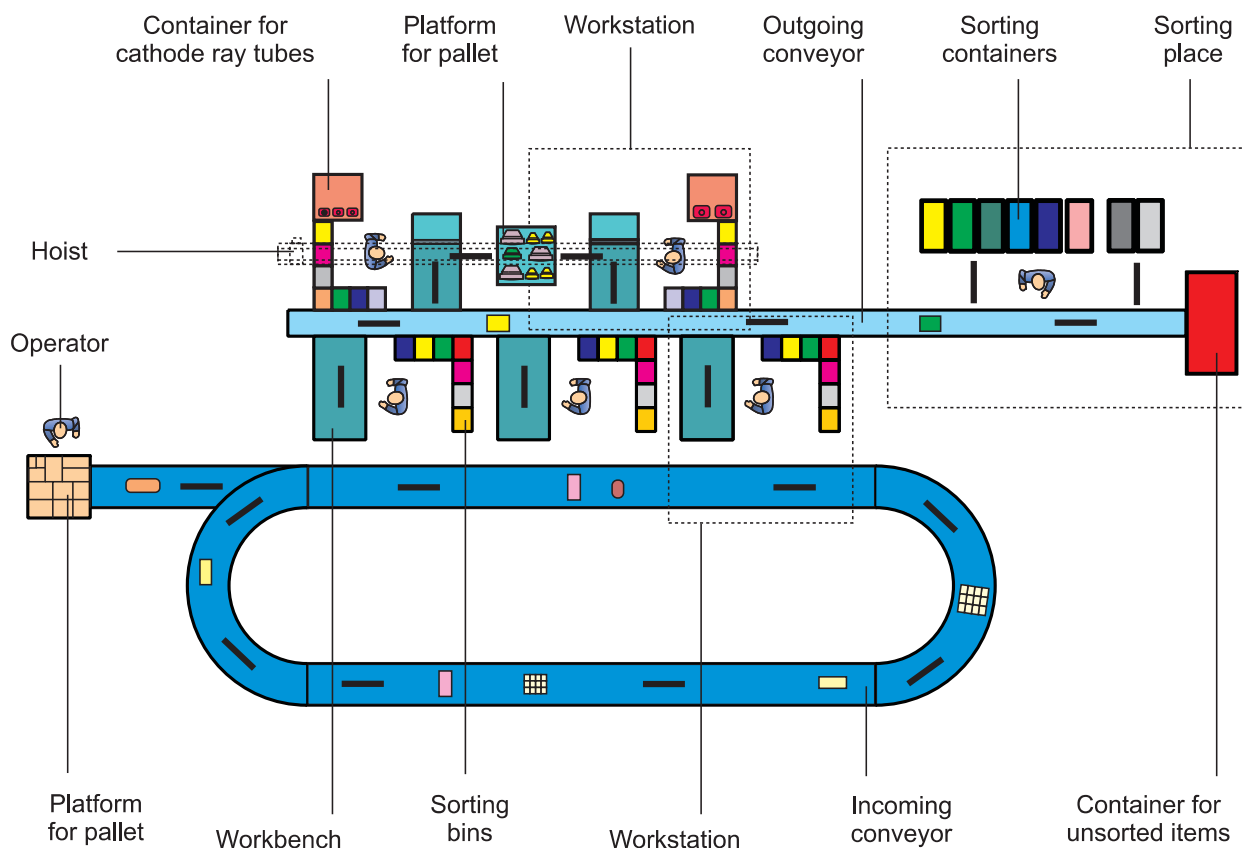 Container for
cathode ray tubes
Platform
for pallet
Workstation
Outgoing
conveyor
Sorting
containers
Sorting
place
Hoist
Operator
Platform
for pallet
Workbench
Sorting
bins
Workstation
Incoming
conveyor
Container for
unsorted items